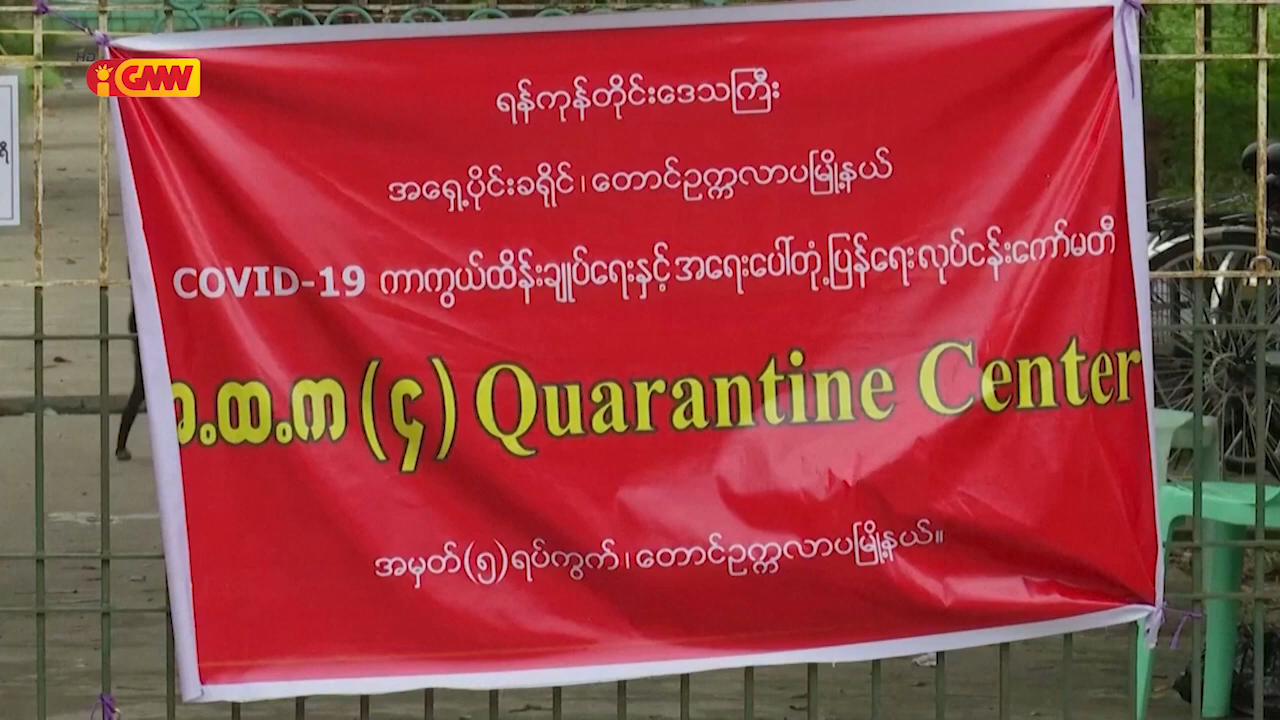 HD
GMW
ရန်ကုန်တိုင်းဒေသကြီး
အရှေ့ပိုင်းခရိုင်၊ တောင်ဥက္ကလာပမြို့နယ်
COVID-19 ကာကွယ်ထိန်းချုပ်ရေးနှင့် အရေးပေါ်တုံ့ပြန်ရေးလုပ်ငန်းကော်မတီ
အ.ထ.က (၄) Quarantine Center
အမှတ်(၅)ရပ်ကွက်၊ တောင်ဥက္ကလာပမြို့နယ်။